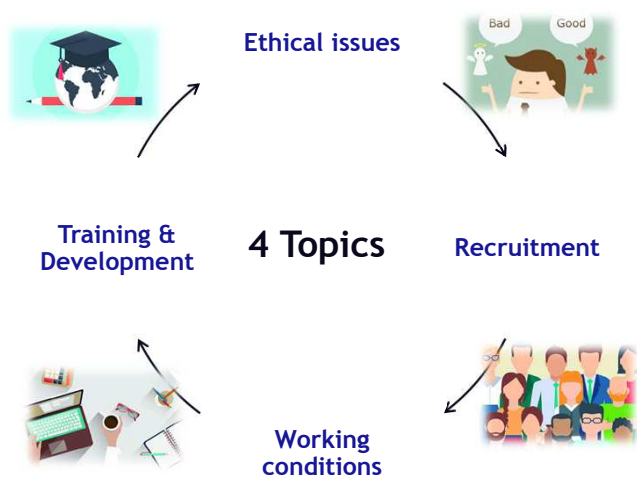 Bad
Good
Ethical issues
Training &
Development
4 Topics
Recruitment
Working
conditions